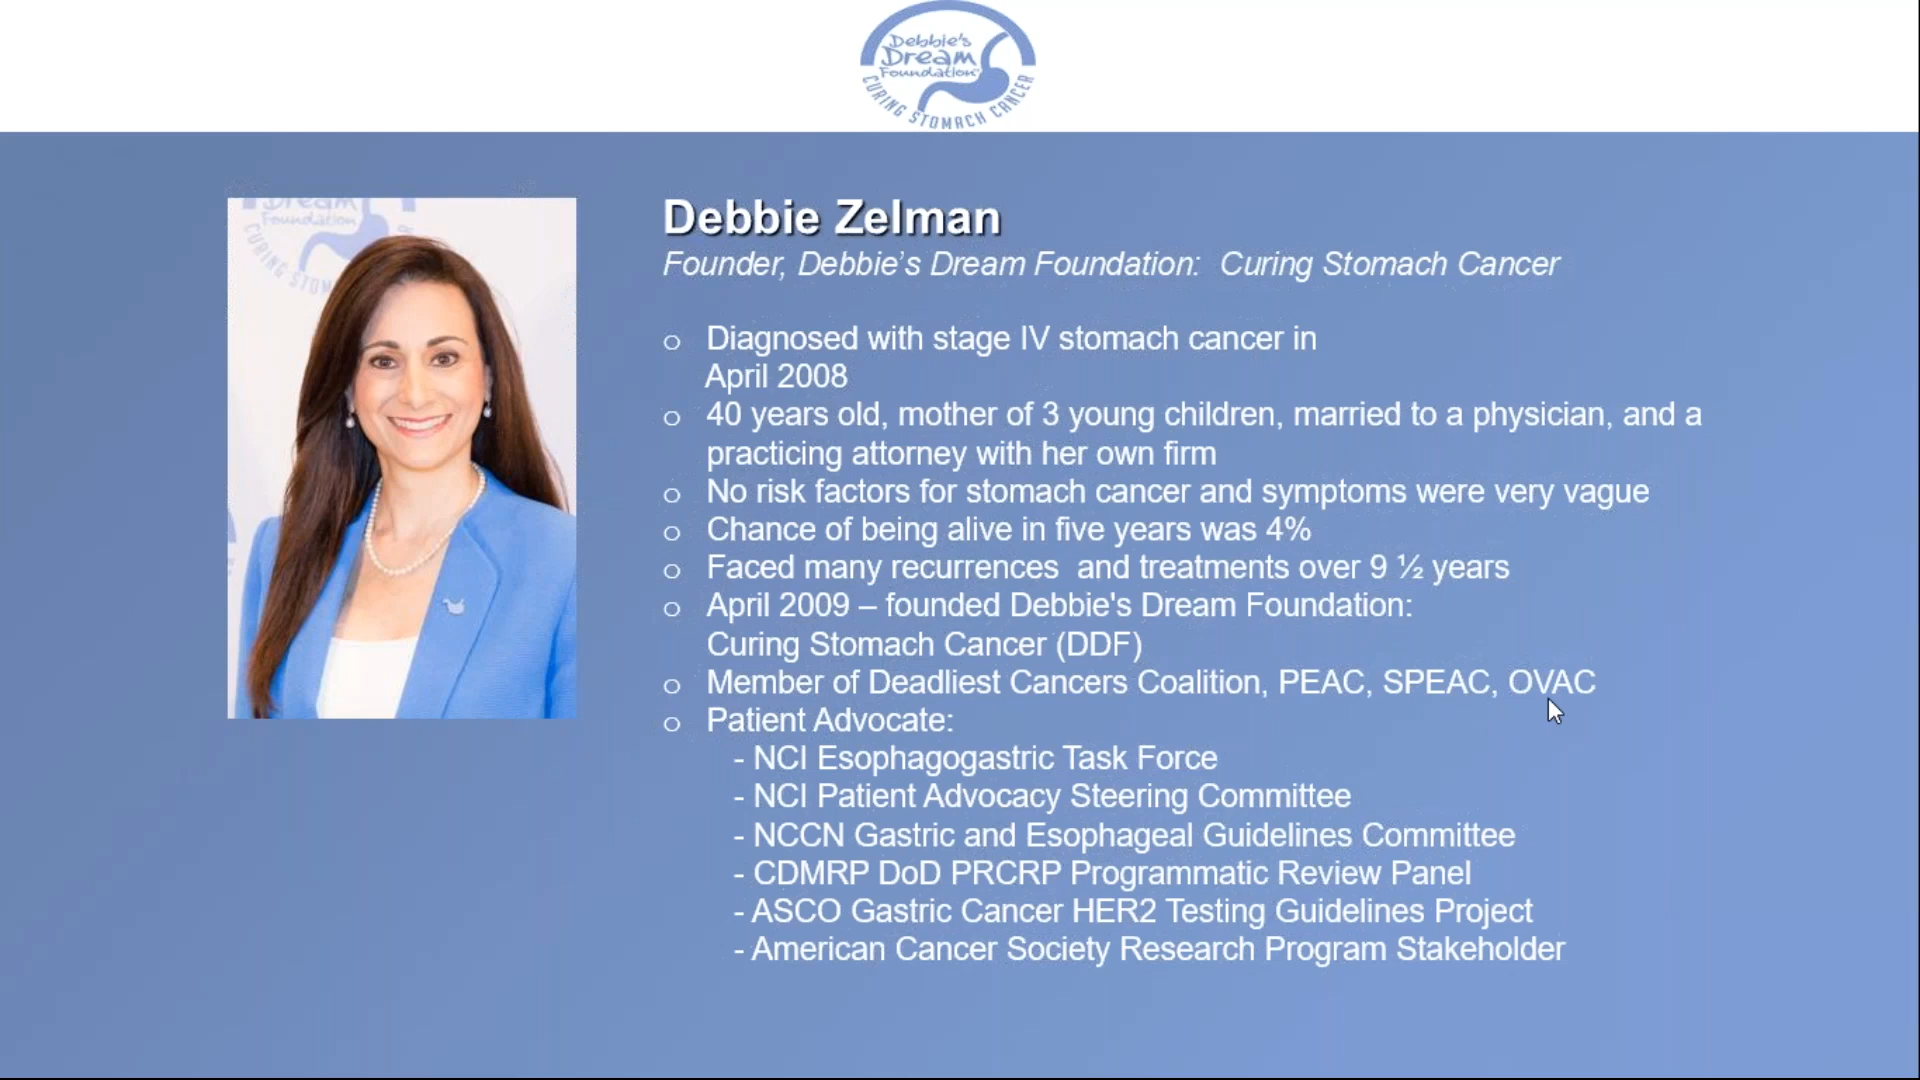 Debbie's
Dream
Foundation
CURING STOMACH CANCER
Dream
Foundation
CURING STOM
Debbie Zelman
Founder, Debbie’s Dream Foundation:  Curing Stomach Cancer
o Diagnosed with stage IV stomach cancer in
April 2008
o 40 years old, mother of 3 young children, married to a physician, and a
practicing attorney with her own firm
o No risk factors for stomach cancer and symptoms were very vague
o Chance of being alive in five years was 4%
o Faced many recurrences  and treatments over 9 ½ years
o April 2009 – founded Debbie's Dream Foundation:
Curing Stomach Cancer (DDF)
o Member of Deadliest Cancers Coalition, PEAC, SPEAC, OVAC
o Patient Advocate:
- NCI Esophagogastric Task Force
- NCI Patient Advocacy Steering Committee
- NCCN Gastric and Esophageal Guidelines Committee
- CDMRP DoD PRCRP Programmatic Review Panel
- ASCO Gastric Cancer HER2 Testing Guidelines Project
- American Cancer Society Research Program Stakeholder